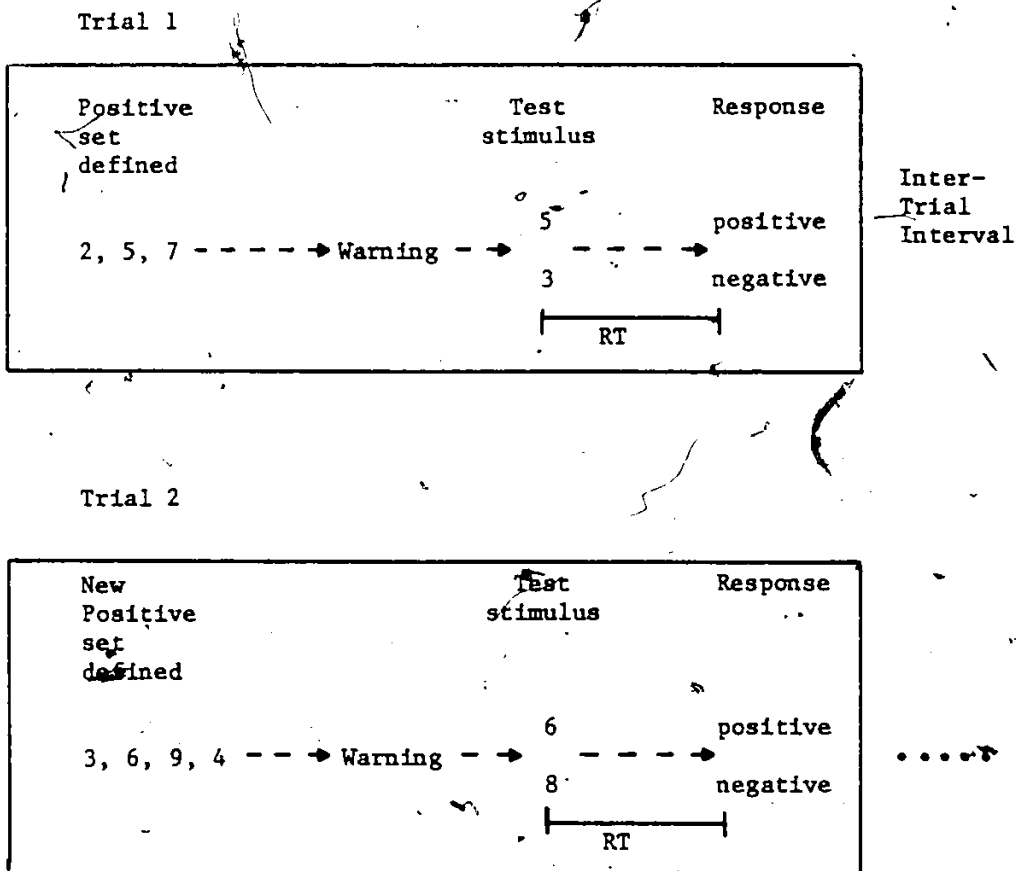 Trial 1
Positive set defined
Test stimulus
Response
2, 5, 7
Warning
5
3
positive
negative
RT
Inter-
Trial
Interval
Trial 2
New Positive set defined
Test stimulus
Response
3, 6, 9, 4
Warning
6
8
positive
negative
RT
.....